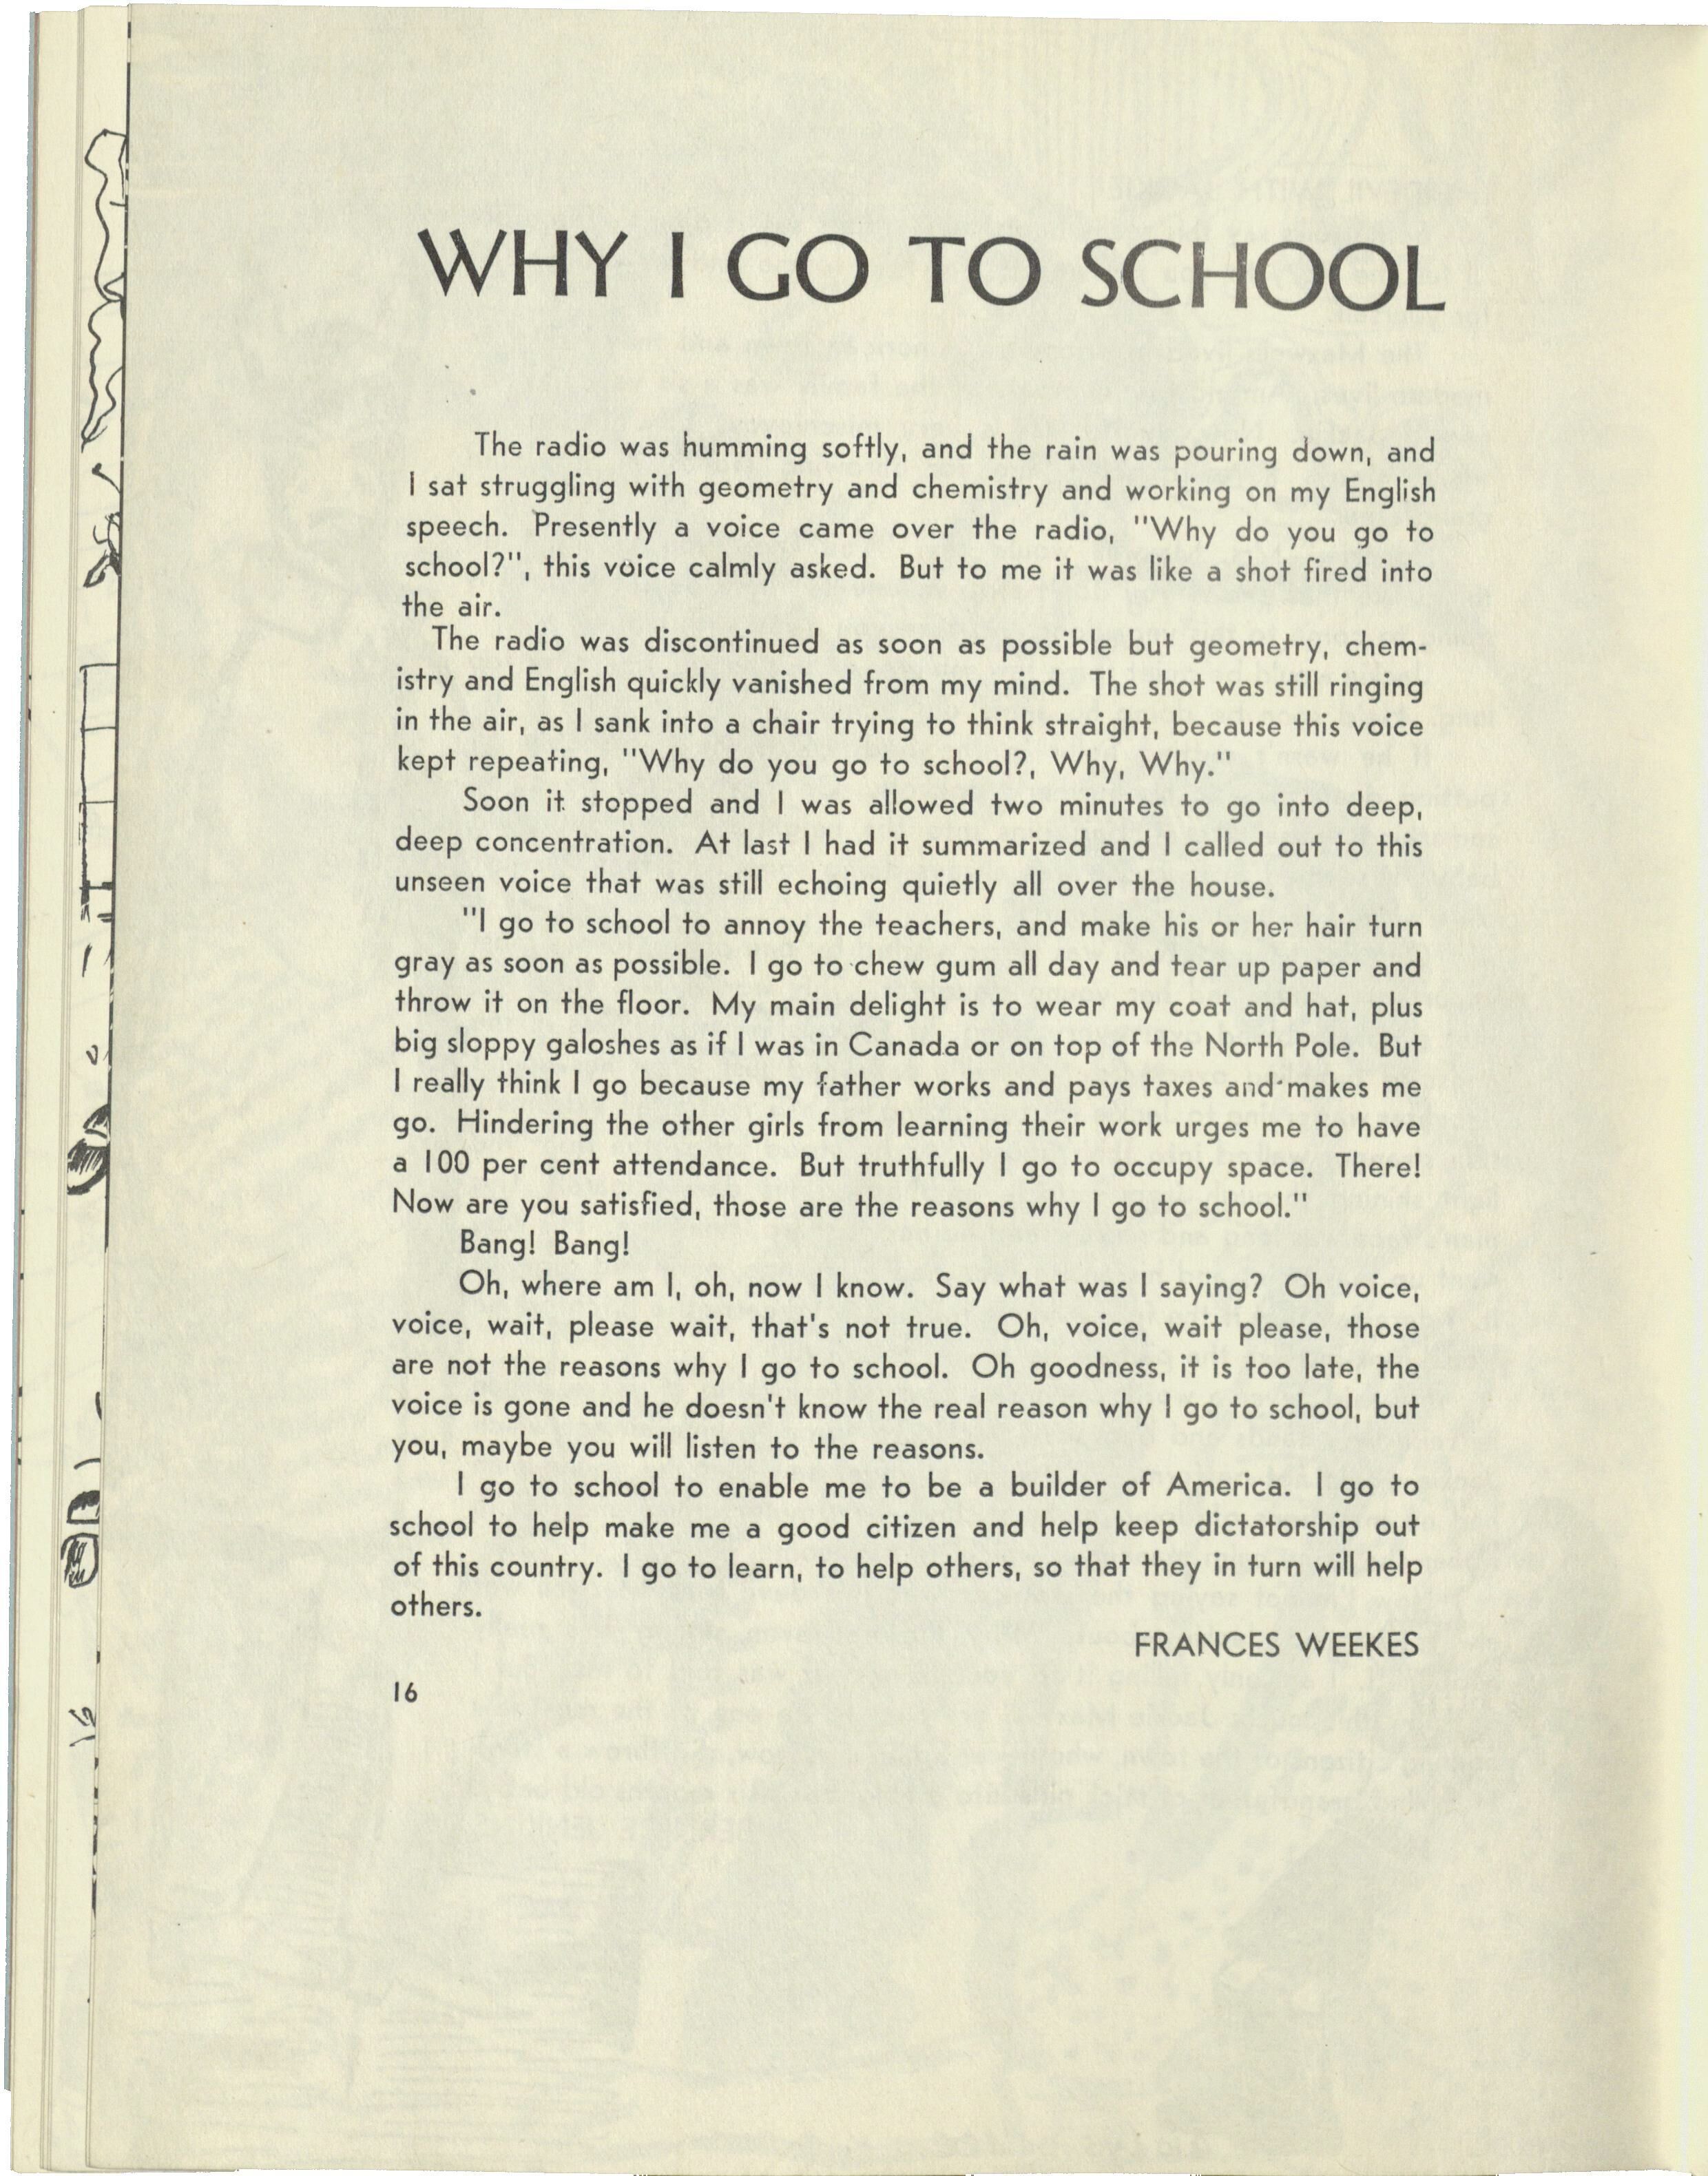 WHY I GO TO SCHOOL
The radio was humming softly, and the rain was pouring down, and
I sat struggling with geometry and chemistry and working on my English
speech. Presently a voice came over the radio, "Why do you go to
school?", this voice calmly asked. But to me it was like a shot fired into
the air.
The radio was discontinued as soon as possible but geometry, chem-
istry and English quickly vanished from my mind. The shot was still ringing
in the air, as I sank into a chair trying to think straight, because this voice
kept repeating, "Why do you go to school?, Why, Why."
Soon it stopped and I was allowed two minutes to go into deep,
deep concentration. At last I had it summarized and I called out to this
unseen voice that was still echoing quietly all over the house.
"I go to school to annoy the teachers, and make his or her hair turn
gray as soon as possible. I go to chew gum all day and tear up paper and
throw it on the floor. My main delight is to wear my coat and hat, plus
big sloppy galoshes as if I was in Canada or on top of the North Pole. But
I really think I go because my father works and pays taxes and makes me
go. Hindering the other girls from learning their work urges me to have
a 100 per cent attendance. But truthfully I go to occupy space. There!
Now are you satisfied, those are the reasons why I go to school."
Bang! Bang!
Oh, where am I, oh, now I know. Say what was I saying? Oh voice,
voice, wait, please wait, that's not true. Oh, voice, wait please, those
are not the reasons why I go to school. Oh goodness, it is too late, the
voice is gone and he doesn't know the real reason why I go to school, but
you, maybe you will listen to the reasons.
I go to school to enable me to be a builder of America. I go to
school to help make me a good citizen and help keep dictatorship out
of this country. I go to learn, to help others, so that they in turn will help
others.
FRANCES WEEKES
16